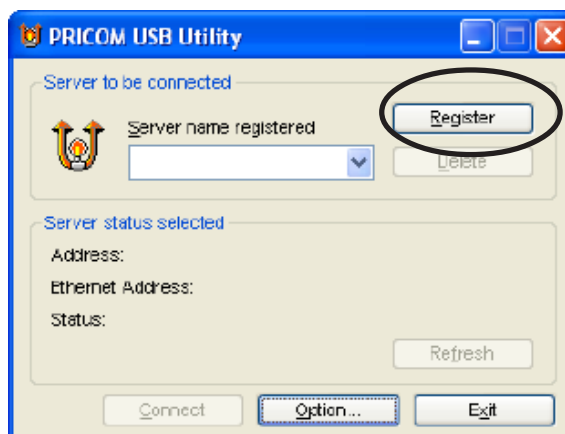 PRICOM USB Utility
Server to be connected
Server name registered
Register
Delete
Server status selected
Address:
Ethernet Address:
Status:
Refresh
Connect
Option...
Exit